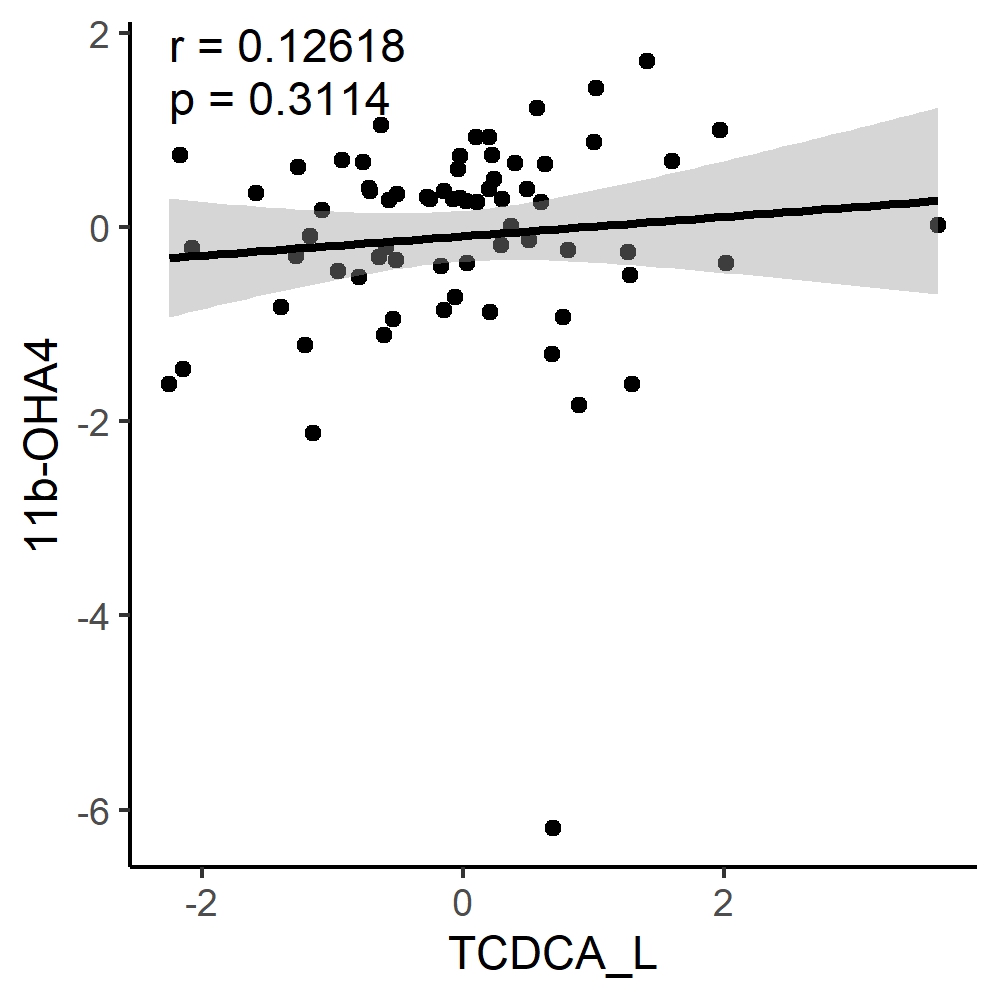 r = 0.12618
p = 0.3114
2
0
-2
-4
-6
11b-OHA4
-2 0 2
TCDCA_L